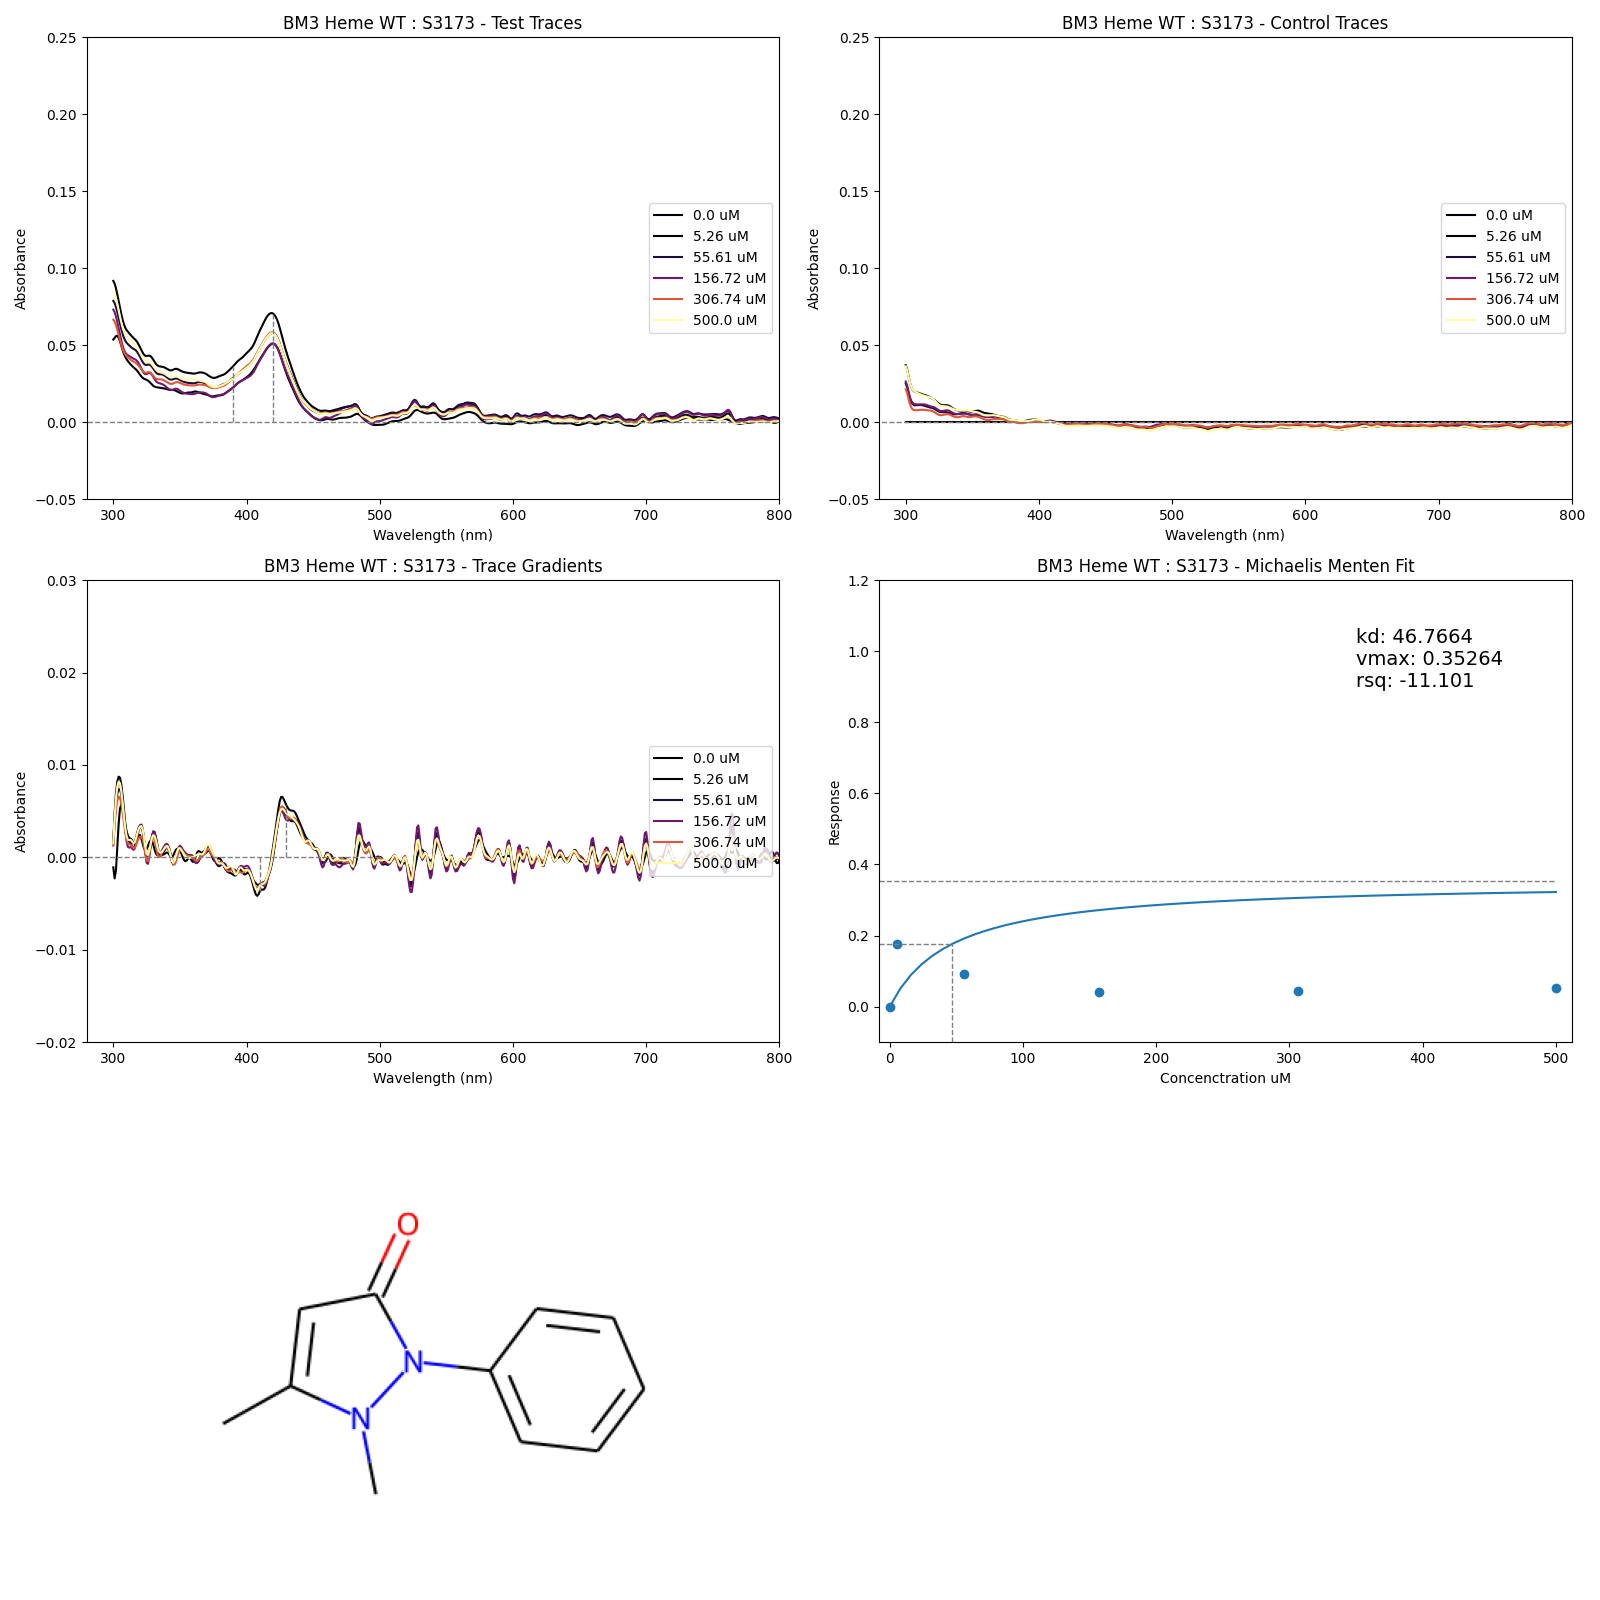 BM3 Heme WT : S3173 - Test Traces
0.25
0.20
0.15
0.10
0.05
0.00
−0.05
Absorbance
300 400 500 600 700 800
Wavelength (nm)
0.0 uM
5.26 uM
55.61 uM
156.72 uM
306.74 uM
500.0 uM
BM3 Heme WT : S3173 - Control Traces
0.25
0.20
0.15
0.10
0.05
0.00
−0.05
Absorbance
300 400 500 600 700 800
Wavelength (nm)
0.0 uM
5.26 uM
55.61 uM
156.72 uM
306.74 uM
500.0 uM
BM3 Heme WT : S3173 - Trace Gradients
0.03
0.02
0.01
0.00
−0.01
−0.02
Absorbance
300 400 500 600 700 800
Wavelength (nm)
0.0 uM
5.26 uM
55.61 uM
156.72 uM
306.74 uM
500.0 uM
BM3 Heme WT : S3173 - Michaelis Menten Fit
1.2
1.0
0.8
0.6
0.4
0.2
0.0
Response
0 100 200 300 400 500
Concenctration uM
kd: 46.7664
vmax: 0.35264
rsq: -11.101
O
N
N